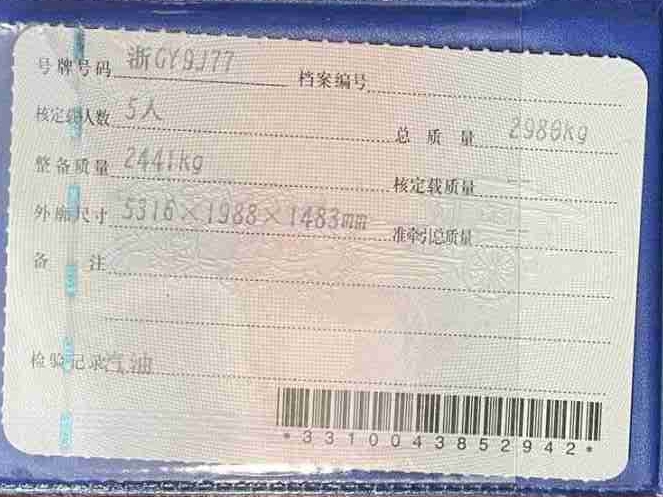 号牌号码 浙GY9J77 档案编号
核定载人数 5人 总质量 2980kg
整备质量 2441kg 核定载质量 --
外廓尺寸 5316×1988×1483mm 准牵引总质量 --
备注
检验记录 汽油
*3310043852942*